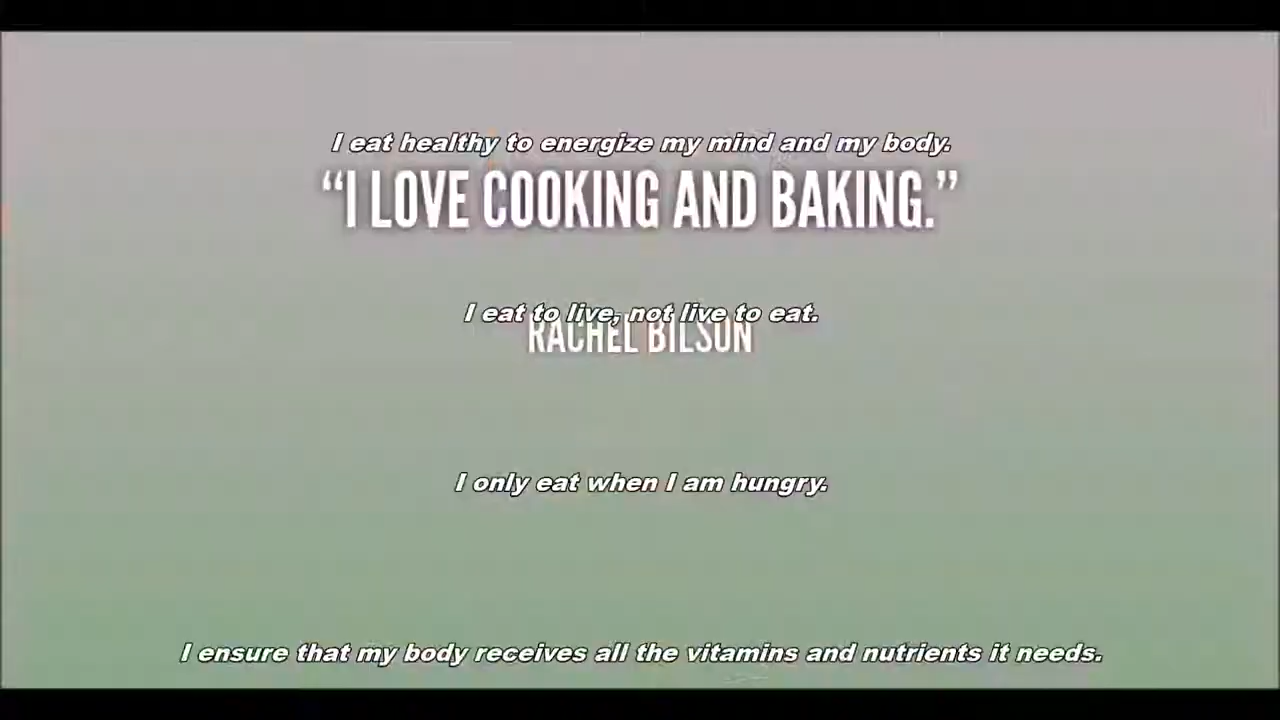 I eat healthy to energize my mind and my body.
“I LOVE COOKING AND BAKING.”
I eat to live, not live to eat.
RACHEL BILSON
I only eat when I am hungry.
I ensure that my body receives all the vitamins and nutrients it needs.